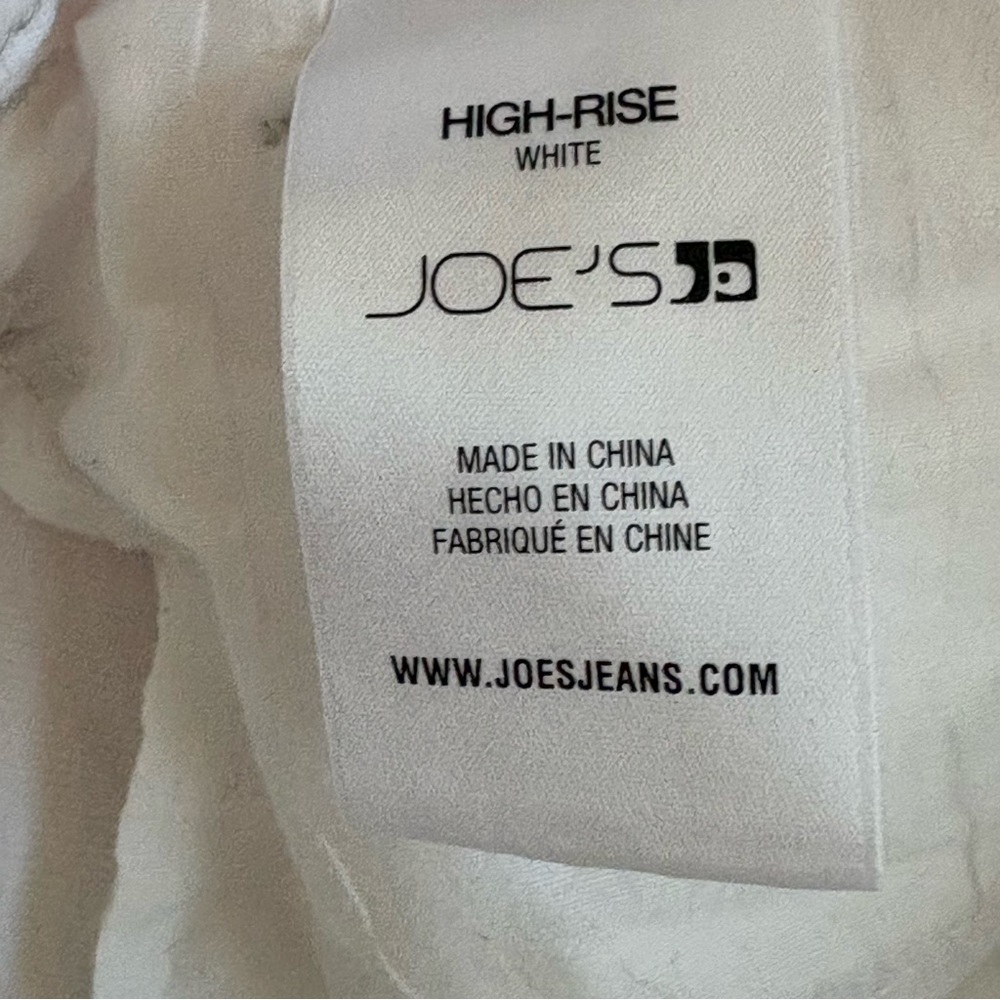 HIGH-RISE
WHITE
JOE'S
MADE IN CHINA
HECHO EN CHINA
FABRIQUÉ EN CHINE
WWW.JOESJEANS.COM